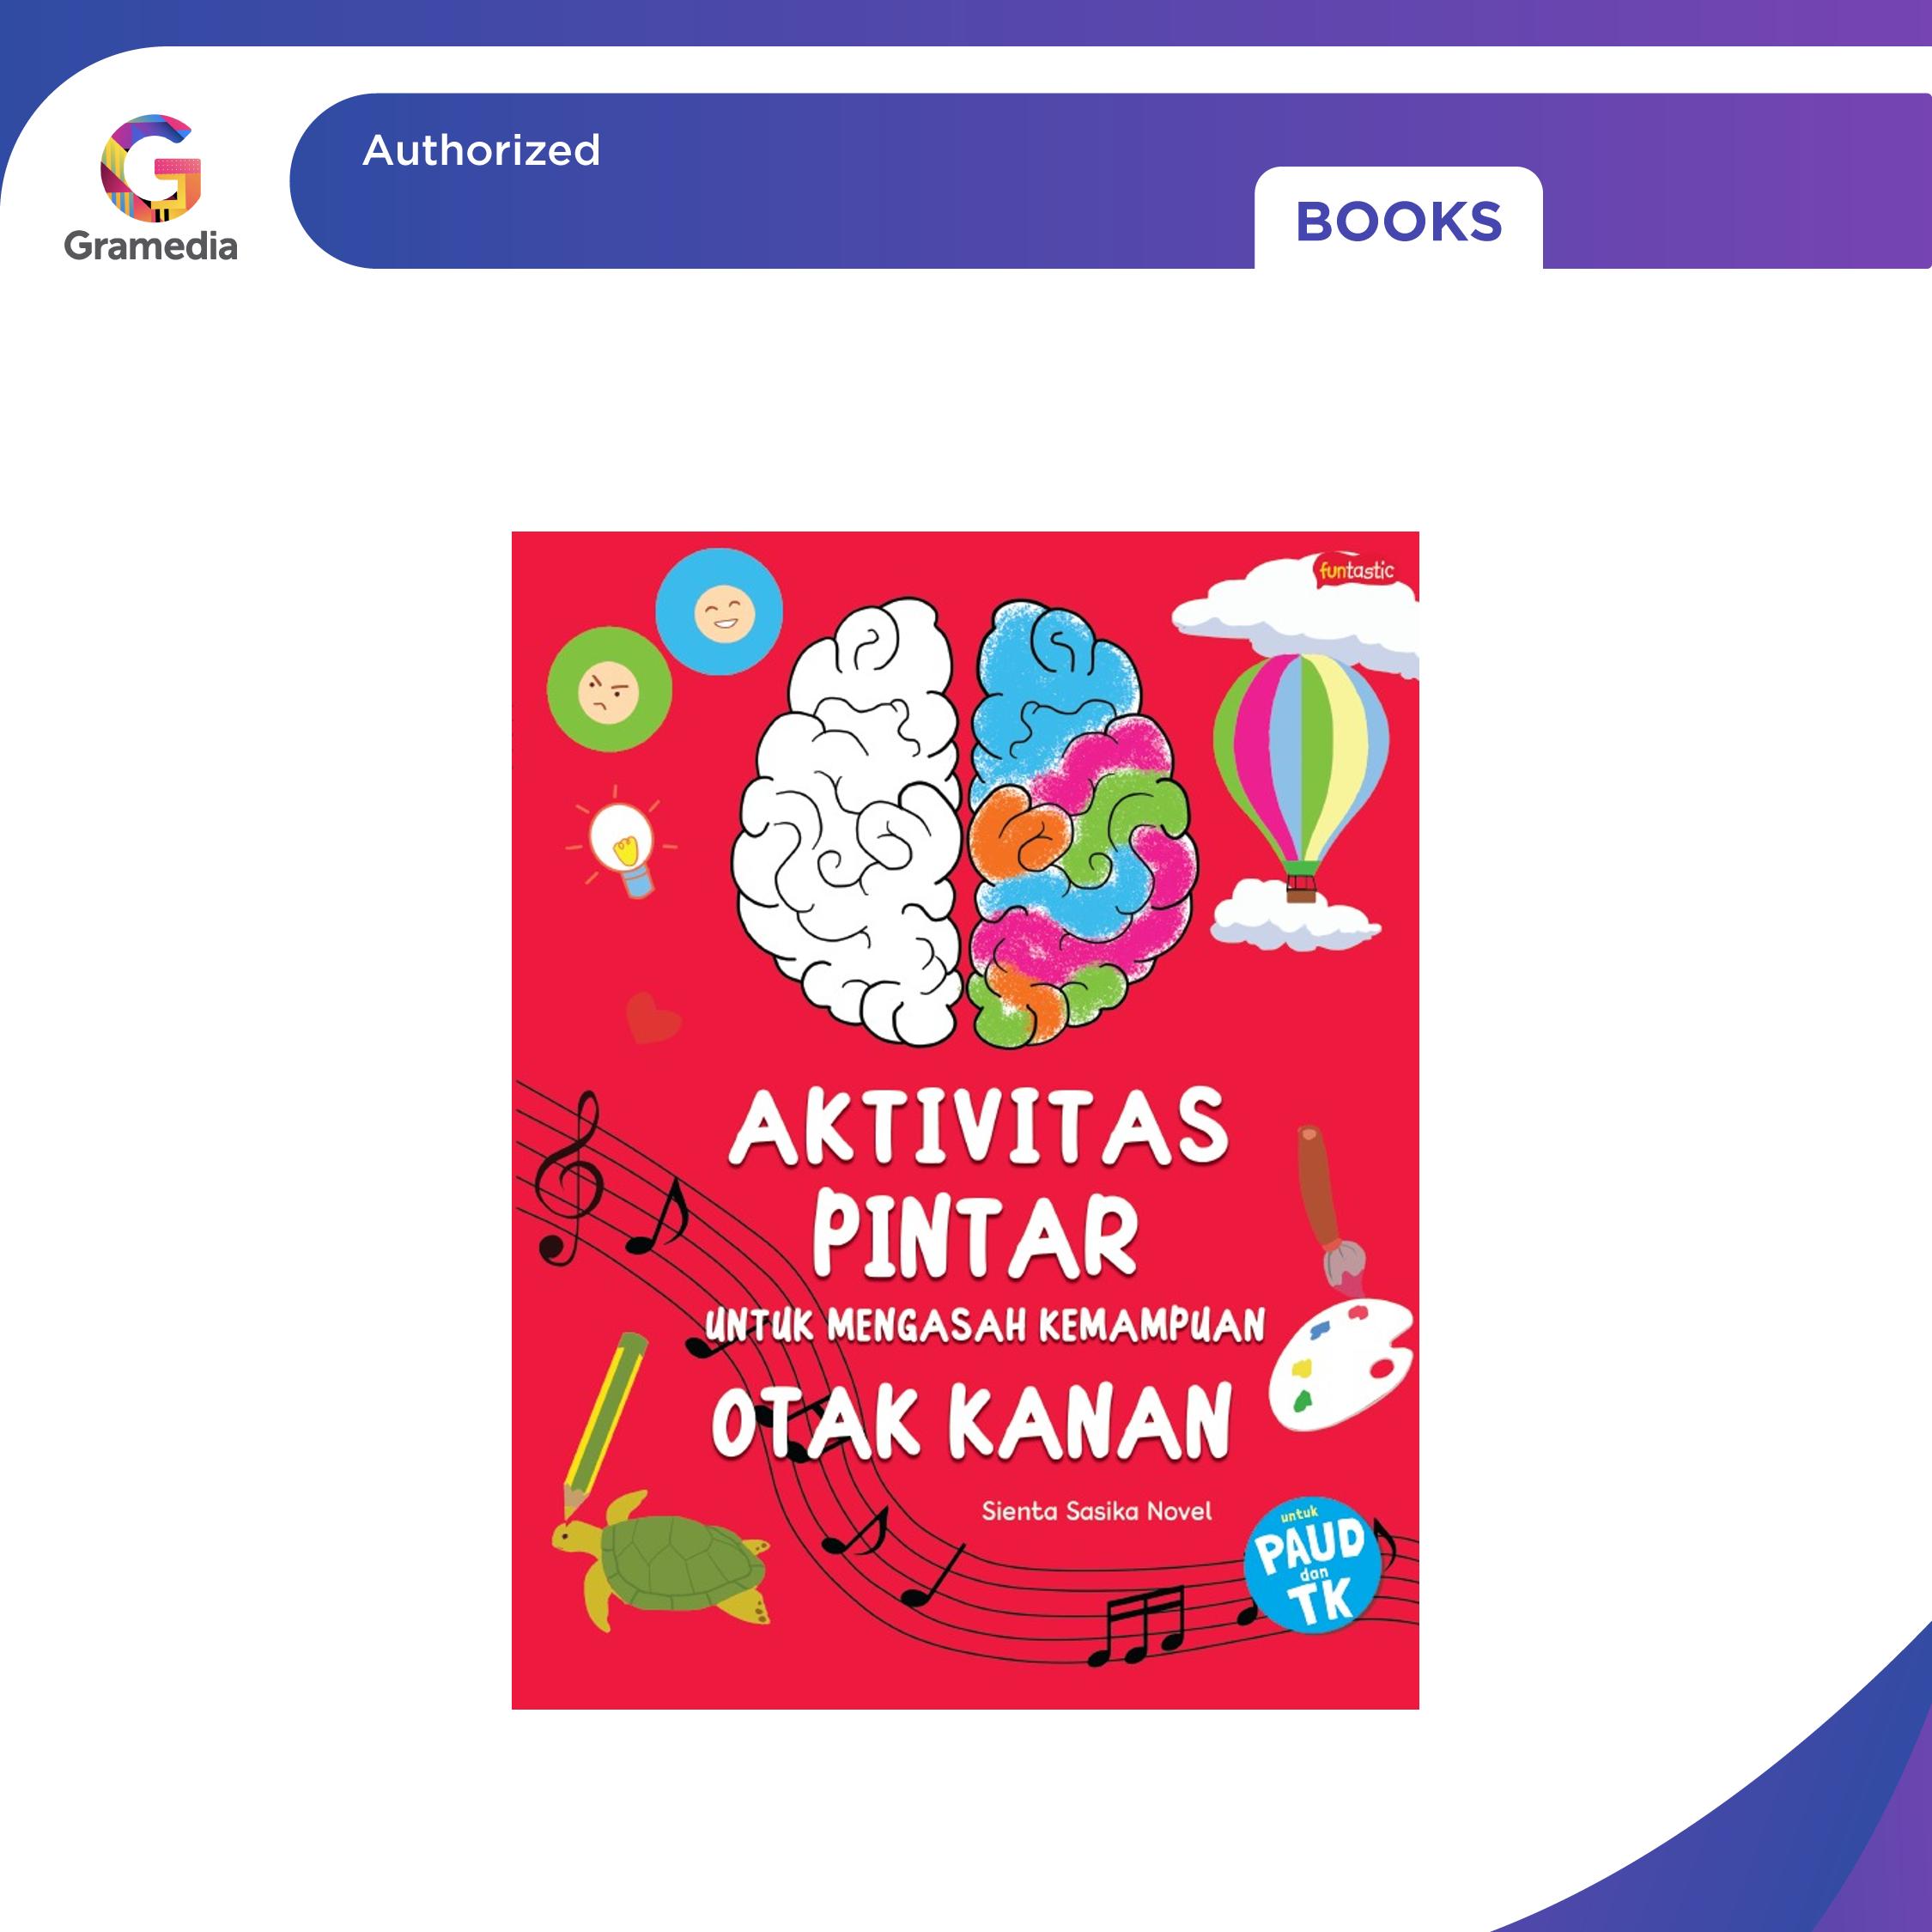 Gramedia
Authorized
BOOKS
funtastic
AKTIVITAS
PINTAR
UNTUK MENGASAH KEMAMPUAN
OTAK KANAN
Sienta Sasika Novel
untuk
PAUD
dan
TK